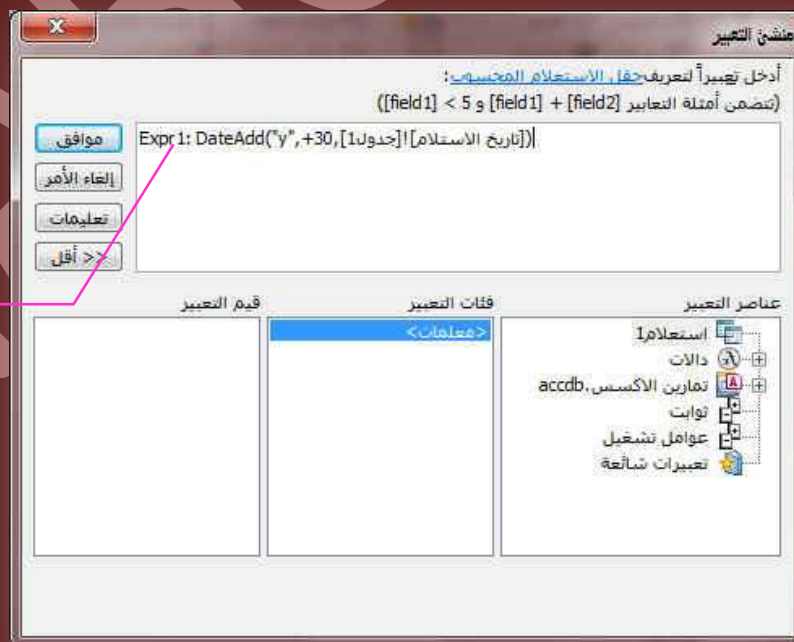 منشئ التعبير
أدخل تعبيراً لتعريف حقل الاستعلام المحسوب:
(تتضمن أمثلة التعابير [field1] + [field2] و [field1] < 5)
Expr1: DateAdd("y",+30,[جدول1]![تاريخ الاستلام])
موافق
إلغاء الأمر
تعليمات
<< أقل
عناصر التعبير
فئات التعبير
قيم التعبير
استعلام1
<معلمات>
دالات
تمارين الاكسس.accdb
ثوابت
عوامل تشغيل
تعبيرات شائعة